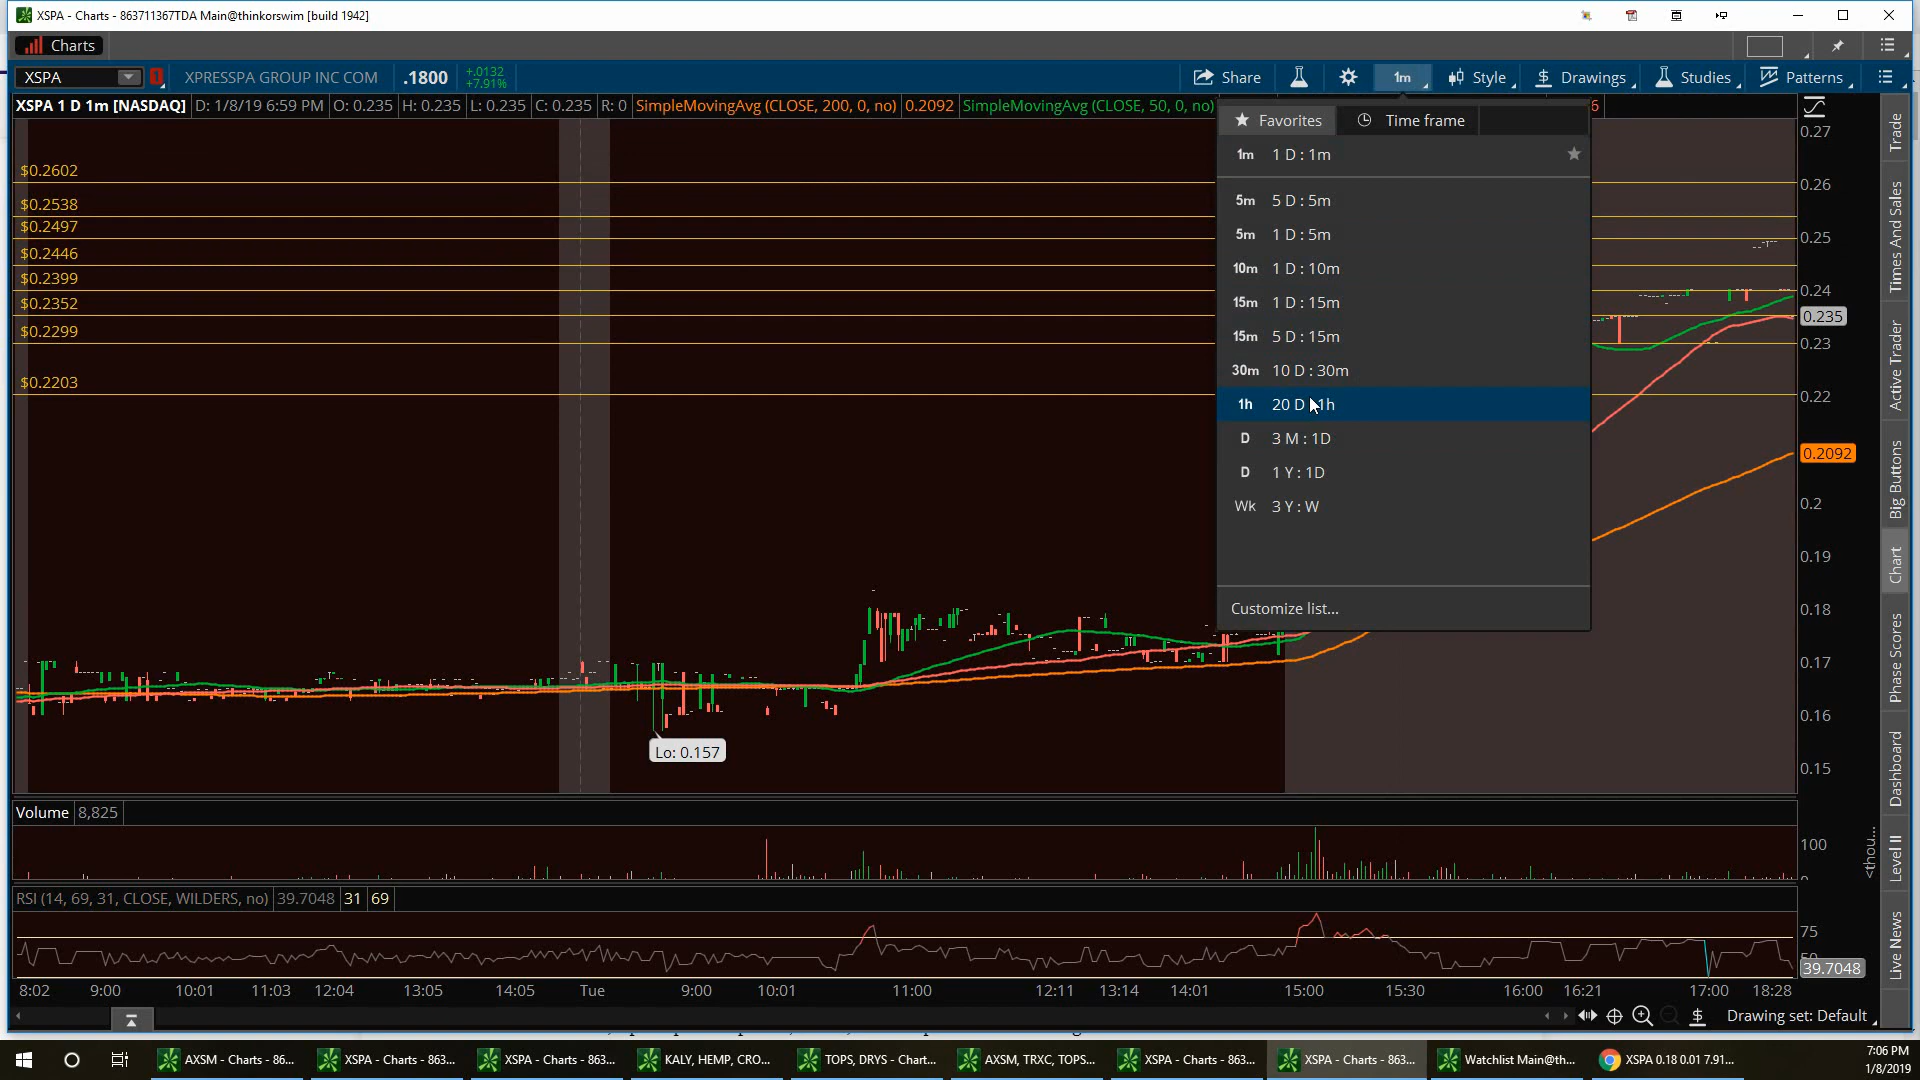 XSPA - Charts - 863711367TDA Main@thinkorswim [build 1942]
Charts
XSPA
XPRESSPA GROUP INC COM
.1800
+.0132
+7.91%
Share
1m
Style
Drawings
Studies
Patterns
XSPA 1 D 1m [NASDAQ]
D: 1/8/19 6:59 PM
O: 0.235
H: 0.235
L: 0.235
C: 0.235
R: 0
SimpleMovingAvg (CLOSE, 200, 0, no)
0.2092
SimpleMovingAvg (CLOSE, 50, 0, no)
6
Favorites
Time frame
1m 1 D : 1m
5m 5 D : 5m
5m 1 D : 5m
10m 1 D : 10m
15m 1 D : 15m
15m 5 D : 15m
30m 10 D : 30m
1h 20 D 1h
D 3 M : 1D
D 1 Y : 1D
Wk 3 Y : W
Customize list...
$0.2602
$0.2538
$0.2497
$0.2446
$0.2399
$0.2352
$0.2299
$0.2203
Lo: 0.157
0.27
0.26
0.25
0.24
0.235
0.23
0.22
0.2092
0.2
0.19
0.18
0.17
0.16
0.15
Trade
Times And Sales
Active Trader
Big Buttons
Chart
Phase Scores
Dashboard
Level II
Live News
Volume 8,825
100
<thou...
RSI (14, 69, 31, CLOSE, WILDERS, no) 39.7048 31 69
75
39.7048
8:02 9:00 10:01 11:03 12:04 13:05 14:05 Tue 9:00 10:01 11:00 12:11 13:14 14:01 15:00 15:30 16:00 16:21 17:00 18:28
Drawing set: Default
AXSM - Charts - 86...
XSPA - Charts - 863...
XSPA - Charts - 863...
KALY, HEMP, CRO...
TOPS, DRYS - Chart...
AXSM, TRXC, TOPS...
XSPA - Charts - 863...
XSPA - Charts - 863...
Watchlist Main@th...
XSPA 0.18 0.01 7.91...
7:06 PM
1/8/2019